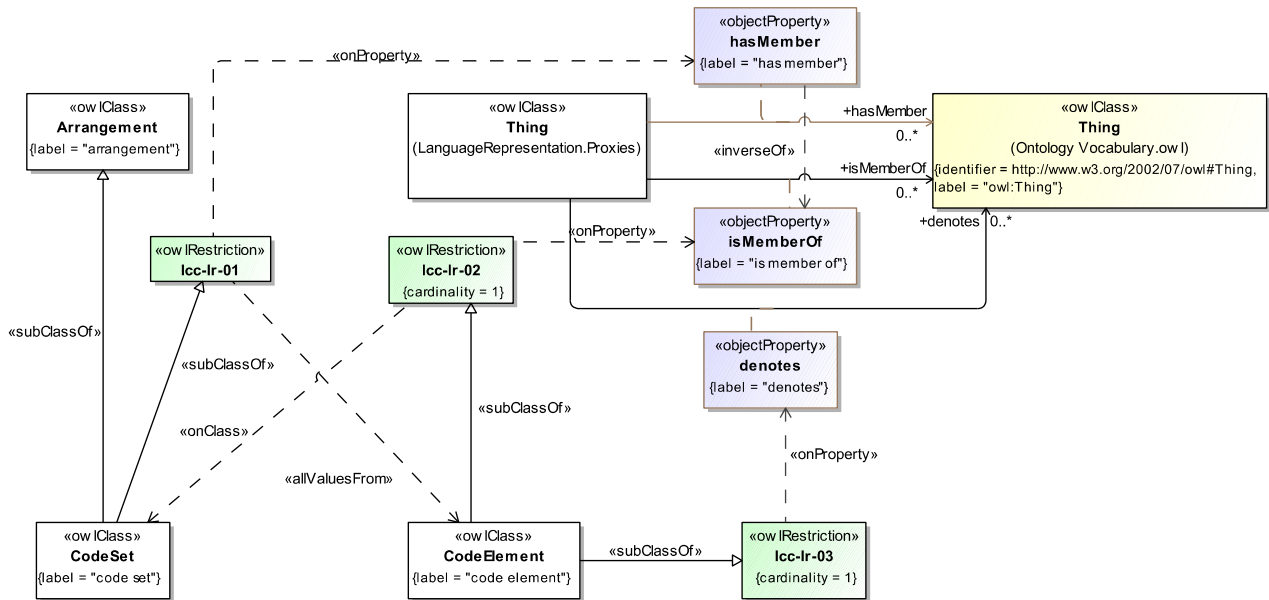 «objectProperty»
hasMember
{label = "has member"}
«onProperty»
«owlClass»
Arrangement
{label = "arrangement"}
«owlClass»
Thing
(LanguageRepresentation.Proxies)
+hasMember
0..*
«inverseOf»
+isMemberOf
0..*
«owlClass»
Thing
(Ontology Vocabulary.owl)
{identifier = http://www.w3.org/2002/07/owl#Thing,
label = "owl:Thing"}
+denotes
0..*
«owlRestriction»
lcc-lr-01
«owlRestriction»
lcc-lr-02
{cardinality = 1}
«onProperty»
«objectProperty»
isMemberOf
{label = "is member of"}
«subClassOf»
«subClassOf»
«objectProperty»
denotes
{label = "denotes"}
«subClassOf»
«onClass»
«onProperty»
«allValuesFrom»
«owlClass»
CodeSet
{label = "code set"}
«owlClass»
CodeElement
{label = "code element"}
«subClassOf»
«owlRestriction»
lcc-lr-03
{cardinality = 1}